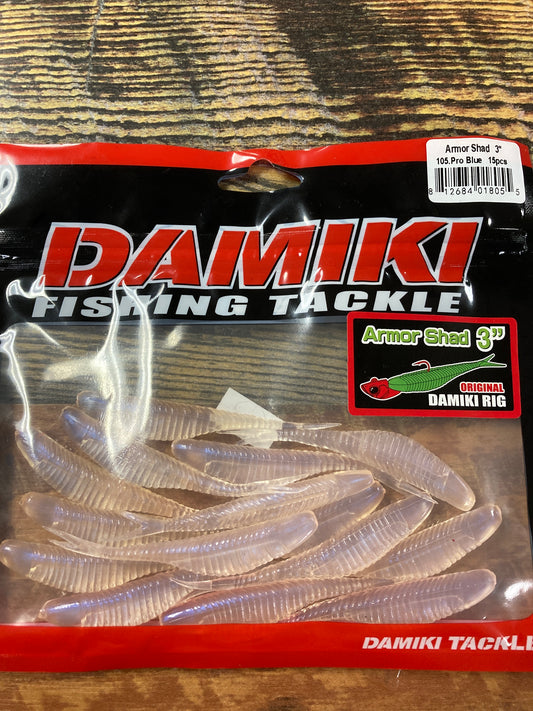 Armor Shad 3"
105.Pro Blue 15pcs
8 12684 01805 5
DAMIKI
FISHING TACKLE
Armor Shad 3"
ORIGINAL
DAMIKI RIG
DAMIKI TACKLE